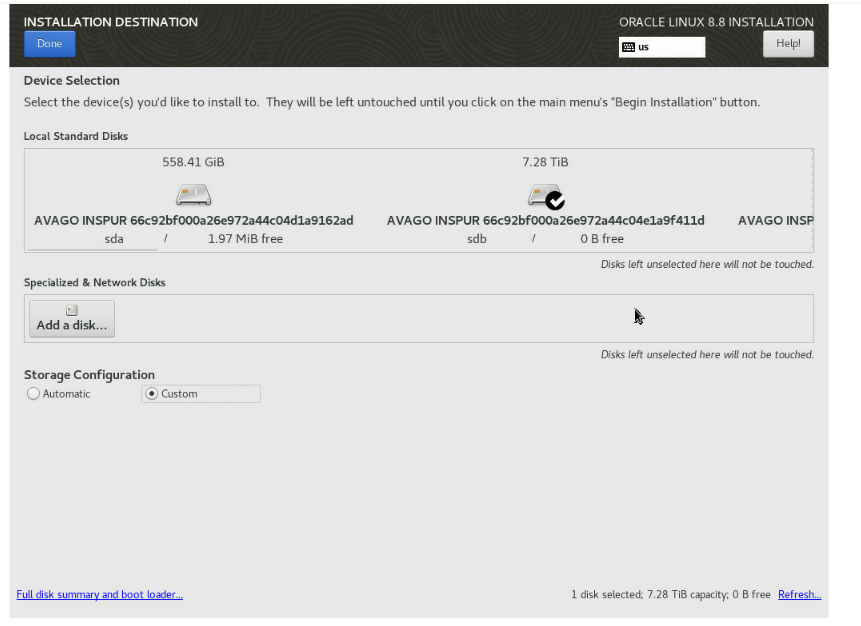 INSTALLATION DESTINATION
ORACLE LINUX 8.8 INSTALLATION
Done
us
Help!
Device Selection
Select the device(s) you'd like to install to. They will be left untouched until you click on the main menu's "Begin Installation" button.
Local Standard Disks
558.41 GiB
7.28 TiB
AVAGO INSPUR 66c92bf000a26e972a44c04d1a9162ad
AVAGO INSPUR 66c92bf000a26e972a44c04e1a9f411d
AVAGO INSP
sda / 1.97 MiB free
sdb / 0 B free
Disks left unselected here will not be touched.
Specialized & Network Disks
Add a disk...
Disks left unselected here will not be touched.
Storage Configuration
Automatic
Custom
Full disk summary and boot loader...
1 disk selected; 7.28 TiB capacity; 0 B free
Refresh...